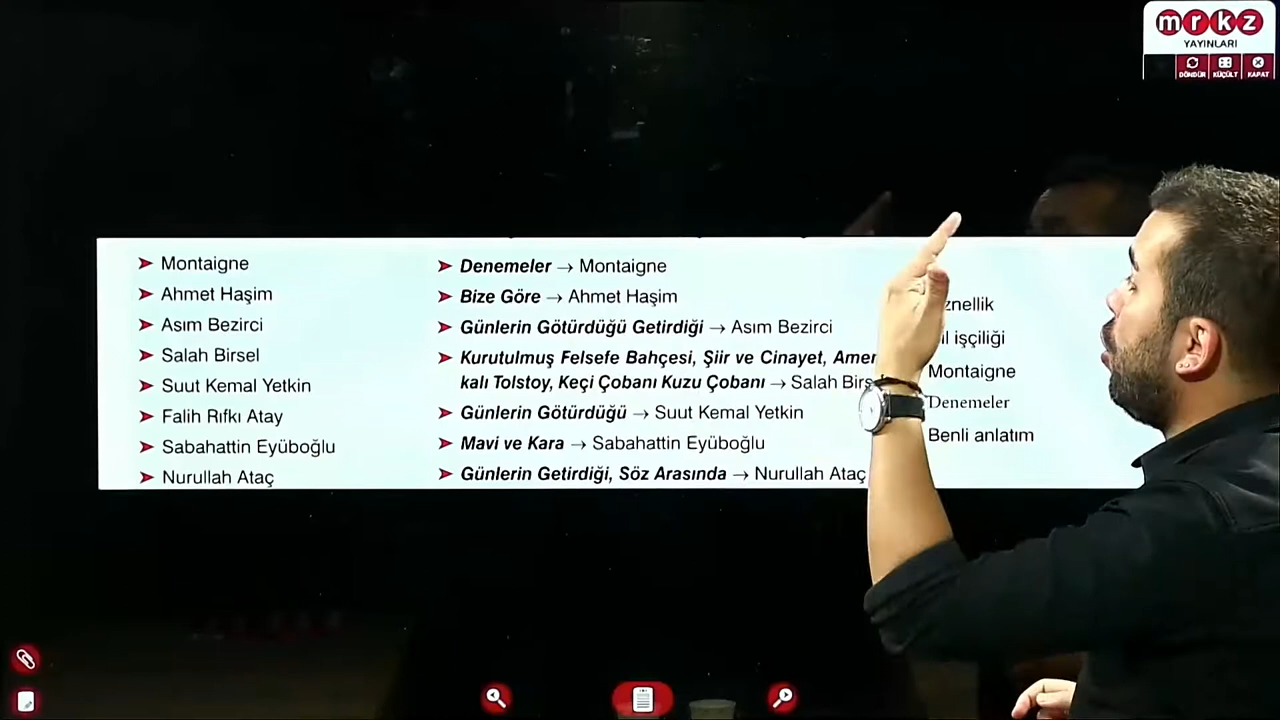 mrkz
YAYINLARI
DÖNDÜR KÜÇÜLT KAPAT
Montaigne
Ahmet Haşim
Asım Bezirci
Salah Birsel
Suut Kemal Yetkin
Falih Rıfkı Atay
Sabahattin Eyüboğlu
Nurullah Ataç
Denemeler → Montaigne
Bize Göre → Ahmet Haşim
Günlerin Götürdüğü Getirdiği → Asım Bezirci
Kurutulmuş Felsefe Bahçesi, Şiir ve Cinayet,
kalı Tolstoy, Keçi Çobanı Kuzu Çobanı → Salah
Günlerin Götürdüğü → Suut Kemal Yetkin
Mavi ve Kara → Sabahattin Eyüboğlu
Günlerin Getirdiği, Söz Arasında → Nurullah Ataç
işçiliği
Montaigne
Denemeler
Benli anlatım